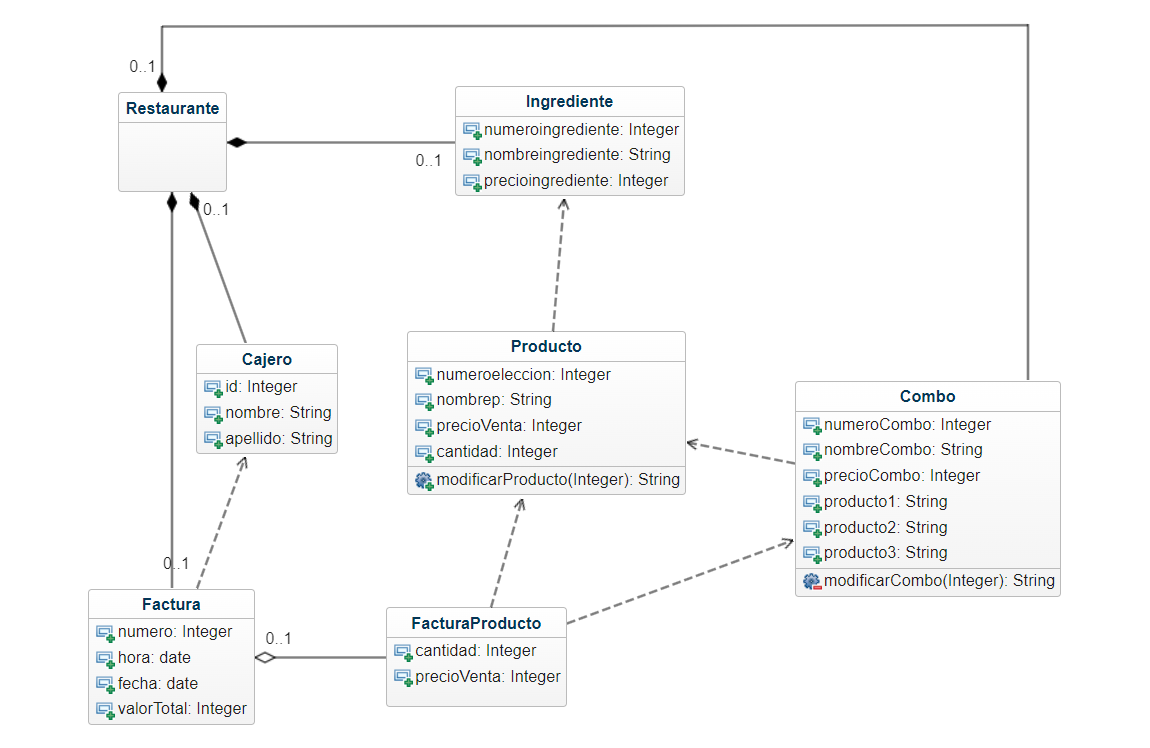 0..1
Restaurante
0..1
0..1
Ingrediente
numeroingrediente: Integer
nombreingrediente: String
precioingrediente: Integer
Cajero
id: Integer
nombre: String
apellido: String
Producto
numeroeleccion: Integer
nombrep: String
precioVenta: Integer
cantidad: Integer
modificarProducto(Integer): String
Combo
numeroCombo: Integer
nombreCombo: String
precioCombo: Integer
producto1: String
producto2: String
producto3: String
modificarCombo(Integer): String
0..1
Factura
numero: Integer
hora: date
fecha: date
valorTotal: Integer
0..1
FacturaProducto
cantidad: Integer
precioVenta: Integer